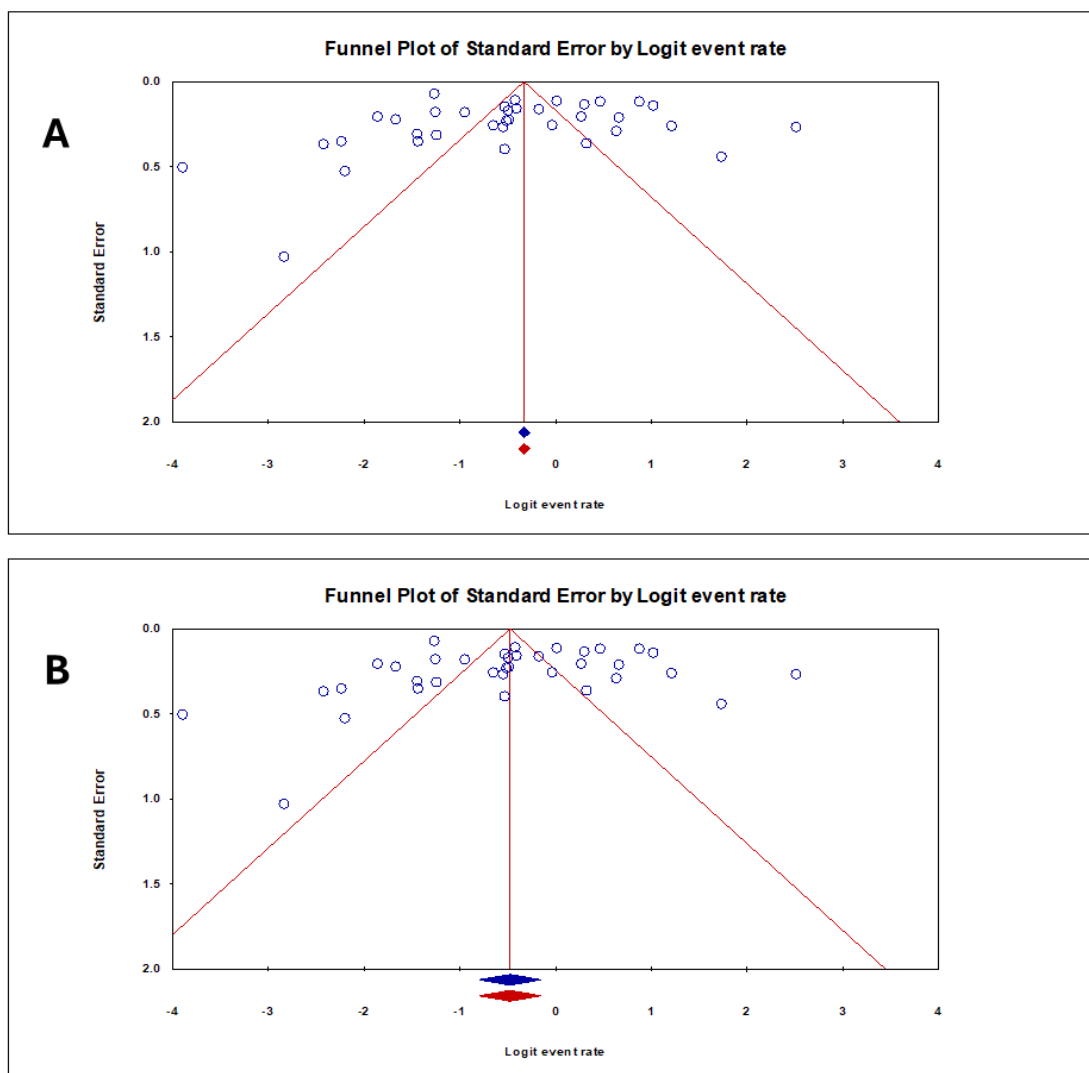 Funnel Plot of Standard Error by Logit event rate
A
Standard Error
0.0
0.5
1.0
1.5
2.0
-4 -3 -2 -1 0 1 2 3 4
Logit event rate
Funnel Plot of Standard Error by Logit event rate
B
Standard Error
0.0
0.5
1.0
1.5
2.0
-4 -3 -2 -1 0 1 2 3 4
Logit event rate